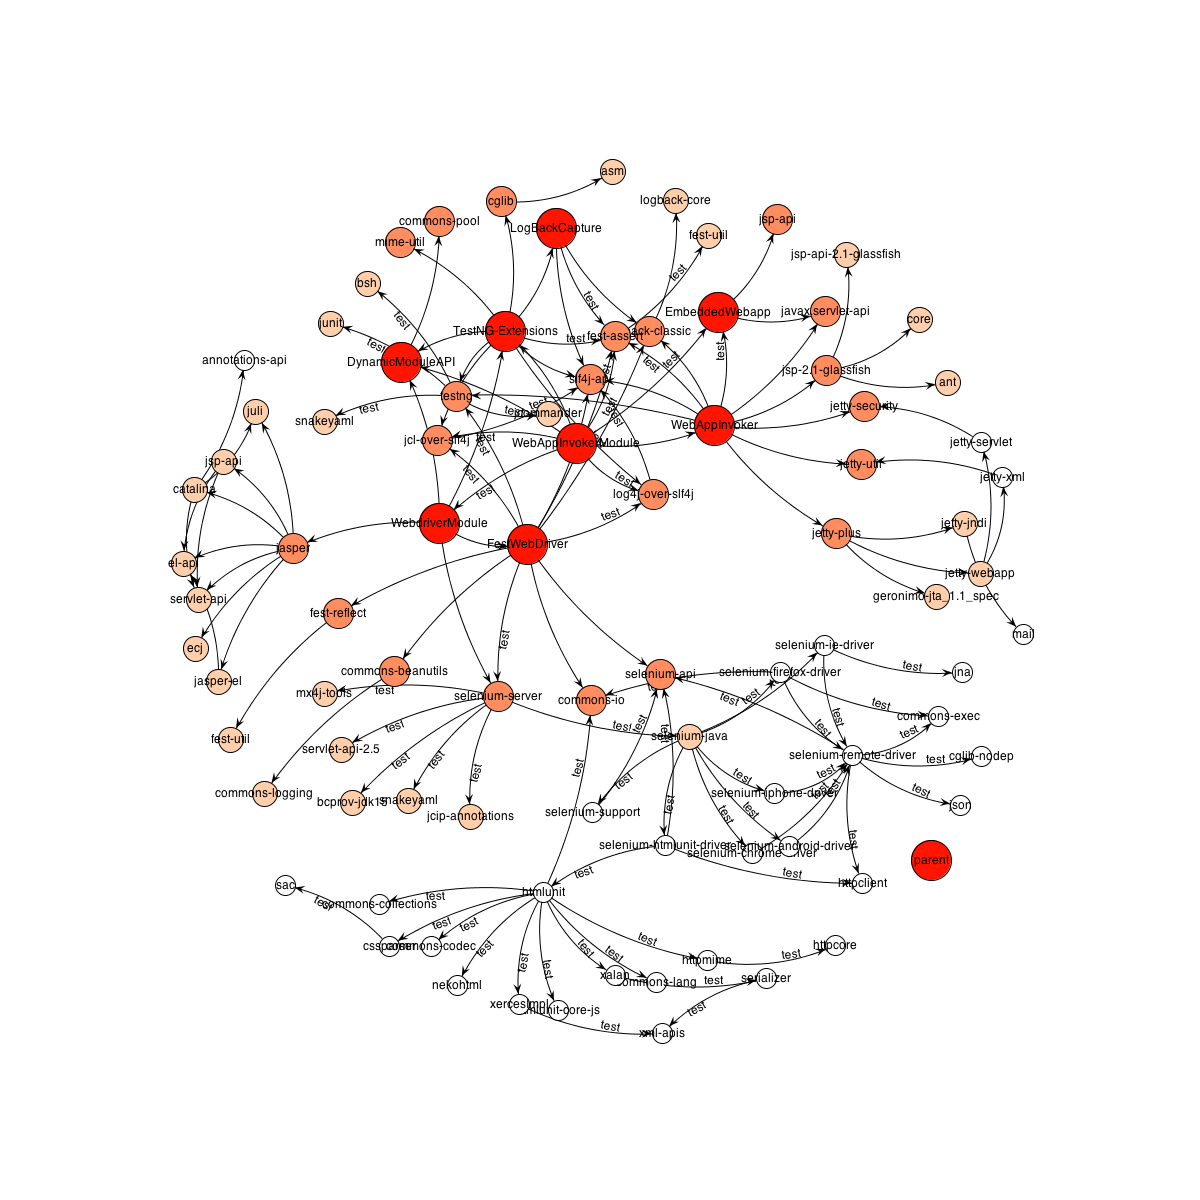 asm
cglib
logback-core
commons-pool
jsp-api
LogBackCapture
fest-util
mime-util
jsp-api-2.1-glassfish
bsh
test
EmbeddedWebapp
javax.servlet-api
core
junit
test
TestNG-Extensions
test
fest-assert
ack-classic
test
test
annotations-api
DynamicModuleAPI
test
test
jsp-2.1-glassfish
slf4j-api
ant
testng
juli
snakeyaml
test
test
commander
test
test
jetty-security
WebAppInvoker
jcl-over-slf4j
test
WebAppInvokerModule
jetty-servlet
jsp-api
test
jetty-util
jetty-xml
catalina
test
test
log4j-over-slf4j
test
WebdriverModule
jetty-jndi
jetty-plus
jasper
FestWebDriver
el-api
jetty-webapp
servlet-api
geronimo-jta_1.1_spec
fest-reflect
mail
ecj
test
selenium-ie-driver
jasper-el
commons-beanutils
selenium-api
selenium-firefox-driver
test
jna
mx4j-tools
test
selenium-server
commons-io
test
test
test
commons-exec
fest-util
test
test
test
test
selenium-java
test
test
servlet-api-2.5
selenium-remote-driver
test
cglib-nodep
test
test
test
test
test
test
commons-logging
bcprov-jdk15
snakeyaml
selenium-iphone-driver
test
json
jcip-annotations
selenium-support
test
test
test
test
selenium-htmlunit-driver
selenium-android-driver
selenium-chrome-driver
parent
test
test
httpclient
sac
htmlunit
test
test
commons-collections
test
test
cssparser
commons-codec
test
test
test
test
httpcore
httpmime
test
test
test
nekohtml
xalan
commons-lang
test
serializer
xercesImpl
htmlunit-core-js
test
test
xml-apis